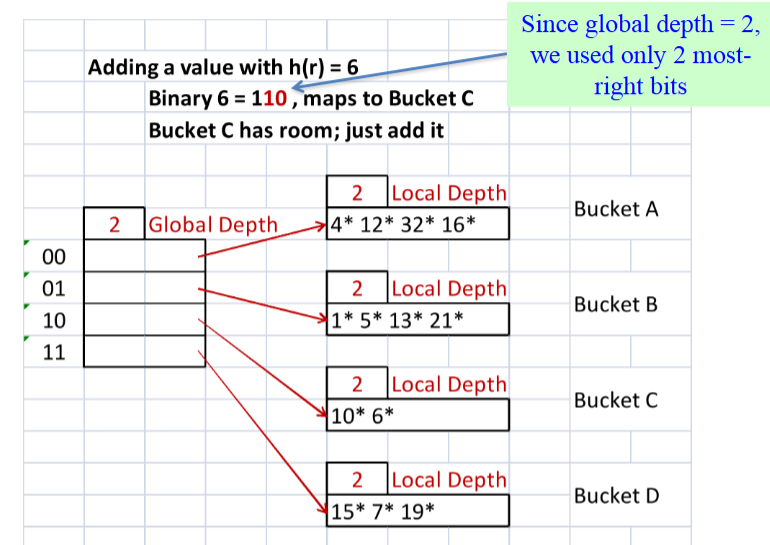 Since global depth = 2,
we used only 2 most-
right bits
Adding a value with h(r) = 6
Binary 6 = 110 , maps to Bucket C
Bucket C has room; just add it
2 Local Depth
4* 12* 32* 16*
Bucket A
2 Global Depth
00
01
10
11
2 Local Depth
1* 5* 13* 21*
Bucket B
2 Local Depth
10* 6*
Bucket C
2 Local Depth
15* 7* 19*
Bucket D